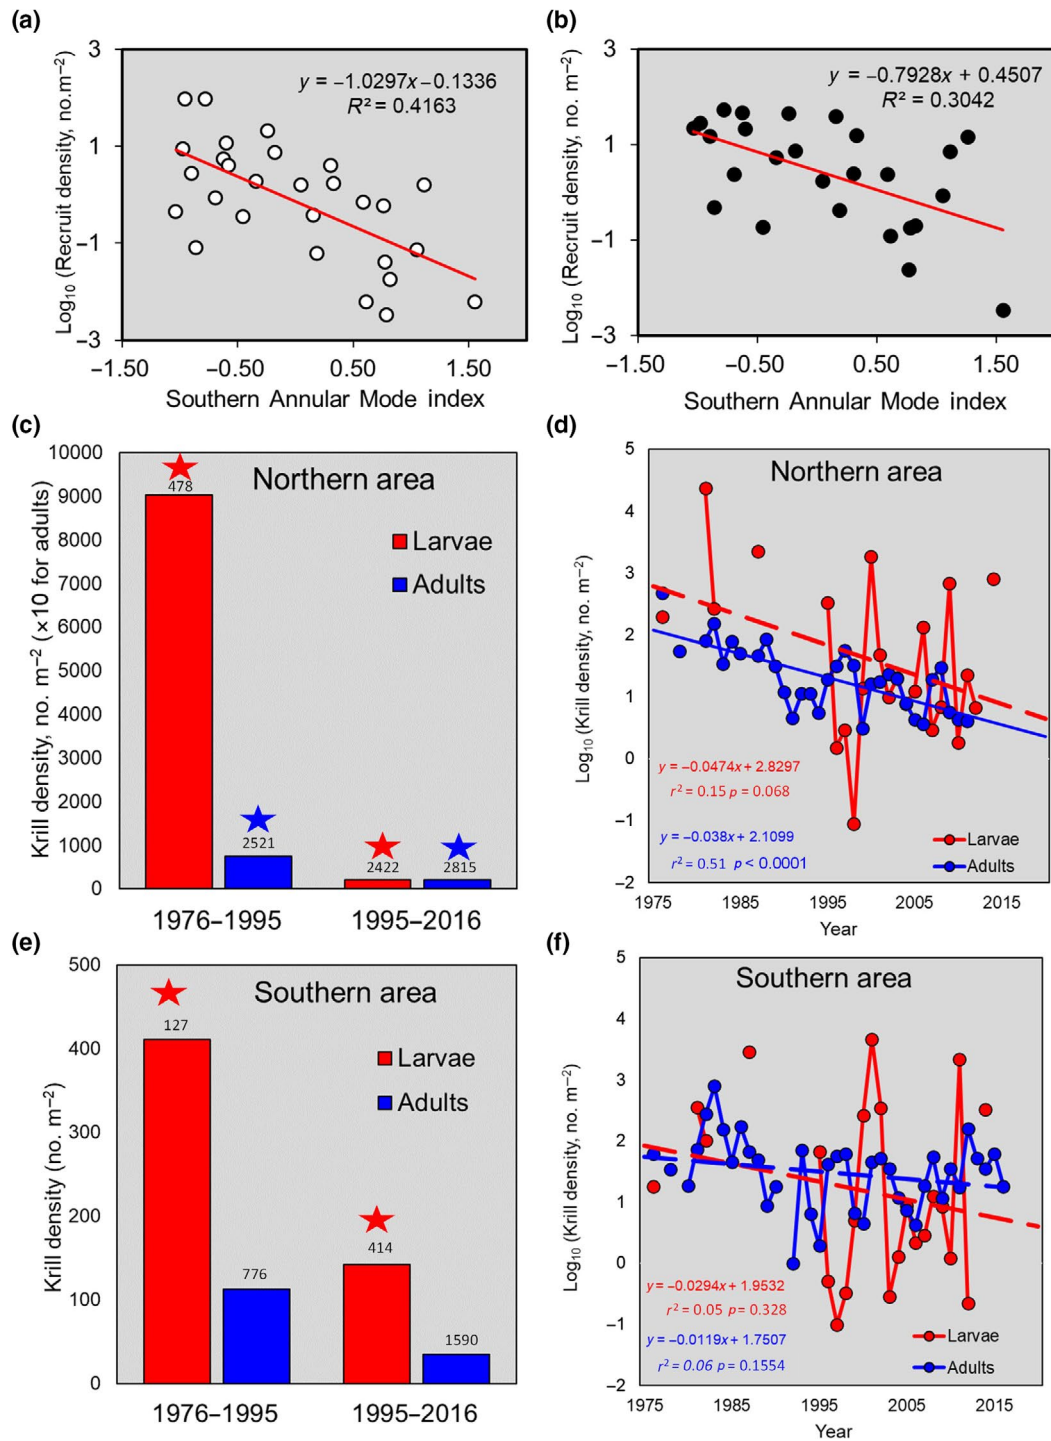 (a)
3
1
−1
−3
Log₁₀ (Recruit density, no.m⁻²)
y = −1.0297x−0.1336
R² = 0.4163
−1.50
−0.50
0.50
1.50
Southern Annular Mode index
(b)
3
1
−1
−3
Log₁₀ (Recruit density, no. m⁻²)
y = −0.7928x + 0.4507
R² = 0.3042
−1.50
−0.50
0.50
1.50
Southern Annular Mode index
(c)
10000
9000
8000
7000
6000
5000
4000
3000
2000
1000
0
Krill density, no. m⁻² (×10 for adults)
Northern area
Larvae
Adults
478
2521
2422
2815
1976–1995
1995–2016
(d)
5
4
3
2
1
0
−1
−2
Log₁₀ (Krill density, no. m⁻²)
Northern area
y = −0.0474x + 2.8297
r² = 0.15 p = 0.068
y = −0.038x + 2.1099
r² = 0.51 p < 0.0001
Larvae
Adults
1975
1985
1995
2005
2015
Year
(e)
500
400
300
200
100
0
Krill density (no. m⁻²)
Southern area
Larvae
Adults
127
776
414
1590
1976–1995
1995–2016
(f)
5
4
3
2
1
0
−1
−2
Log₁₀ (Krill density, no. m⁻²)
Southern area
y = −0.0294x + 1.9532
r² = 0.05 p = 0.328
y = −0.0119x + 1.7507
r² = 0.06 p = 0.1554
Larvae
Adults
1975
1985
1995
2005
2015
Year